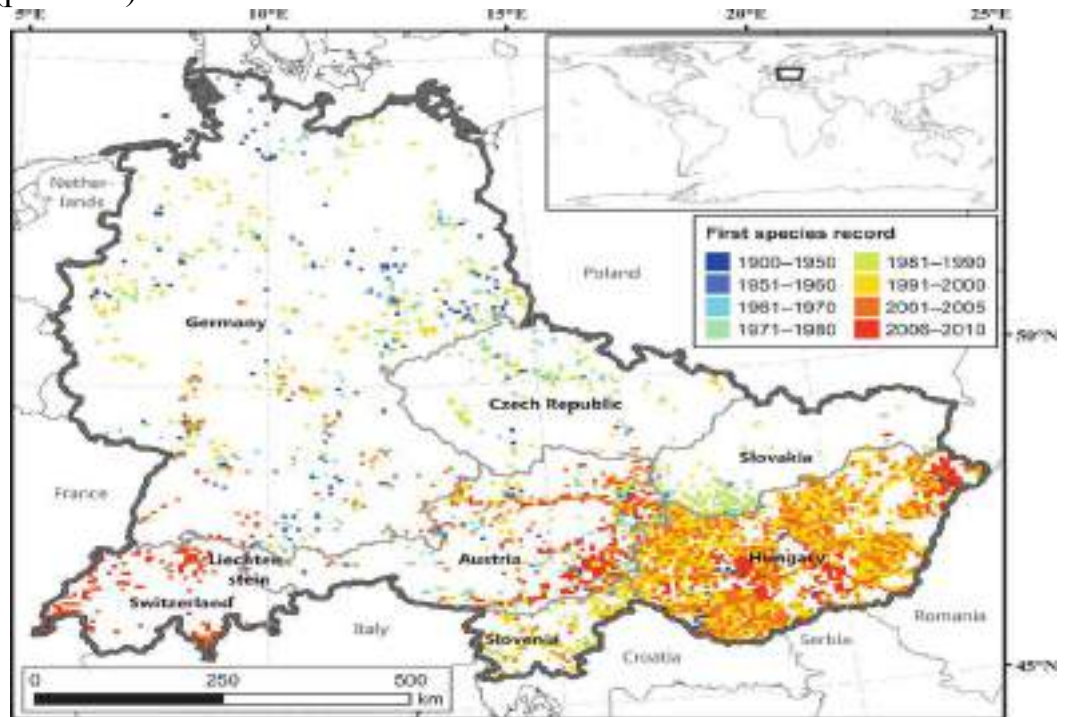 5°E 10°E 15°E 20°E 25°E
Nether-
lands
Poland
First species record
1900–1950 1981–1990
1951–1960 1991–2000
1961–1970 2001–2005
1971–1980 2006–2010
Germany
50°N
Czech Republic
Slovakia
France
Liechten-
stein
Austria
Hungary
Switzerland
Italy
Slovenia
Croatia
Serbia
Romania
45°N
0 250 500
km